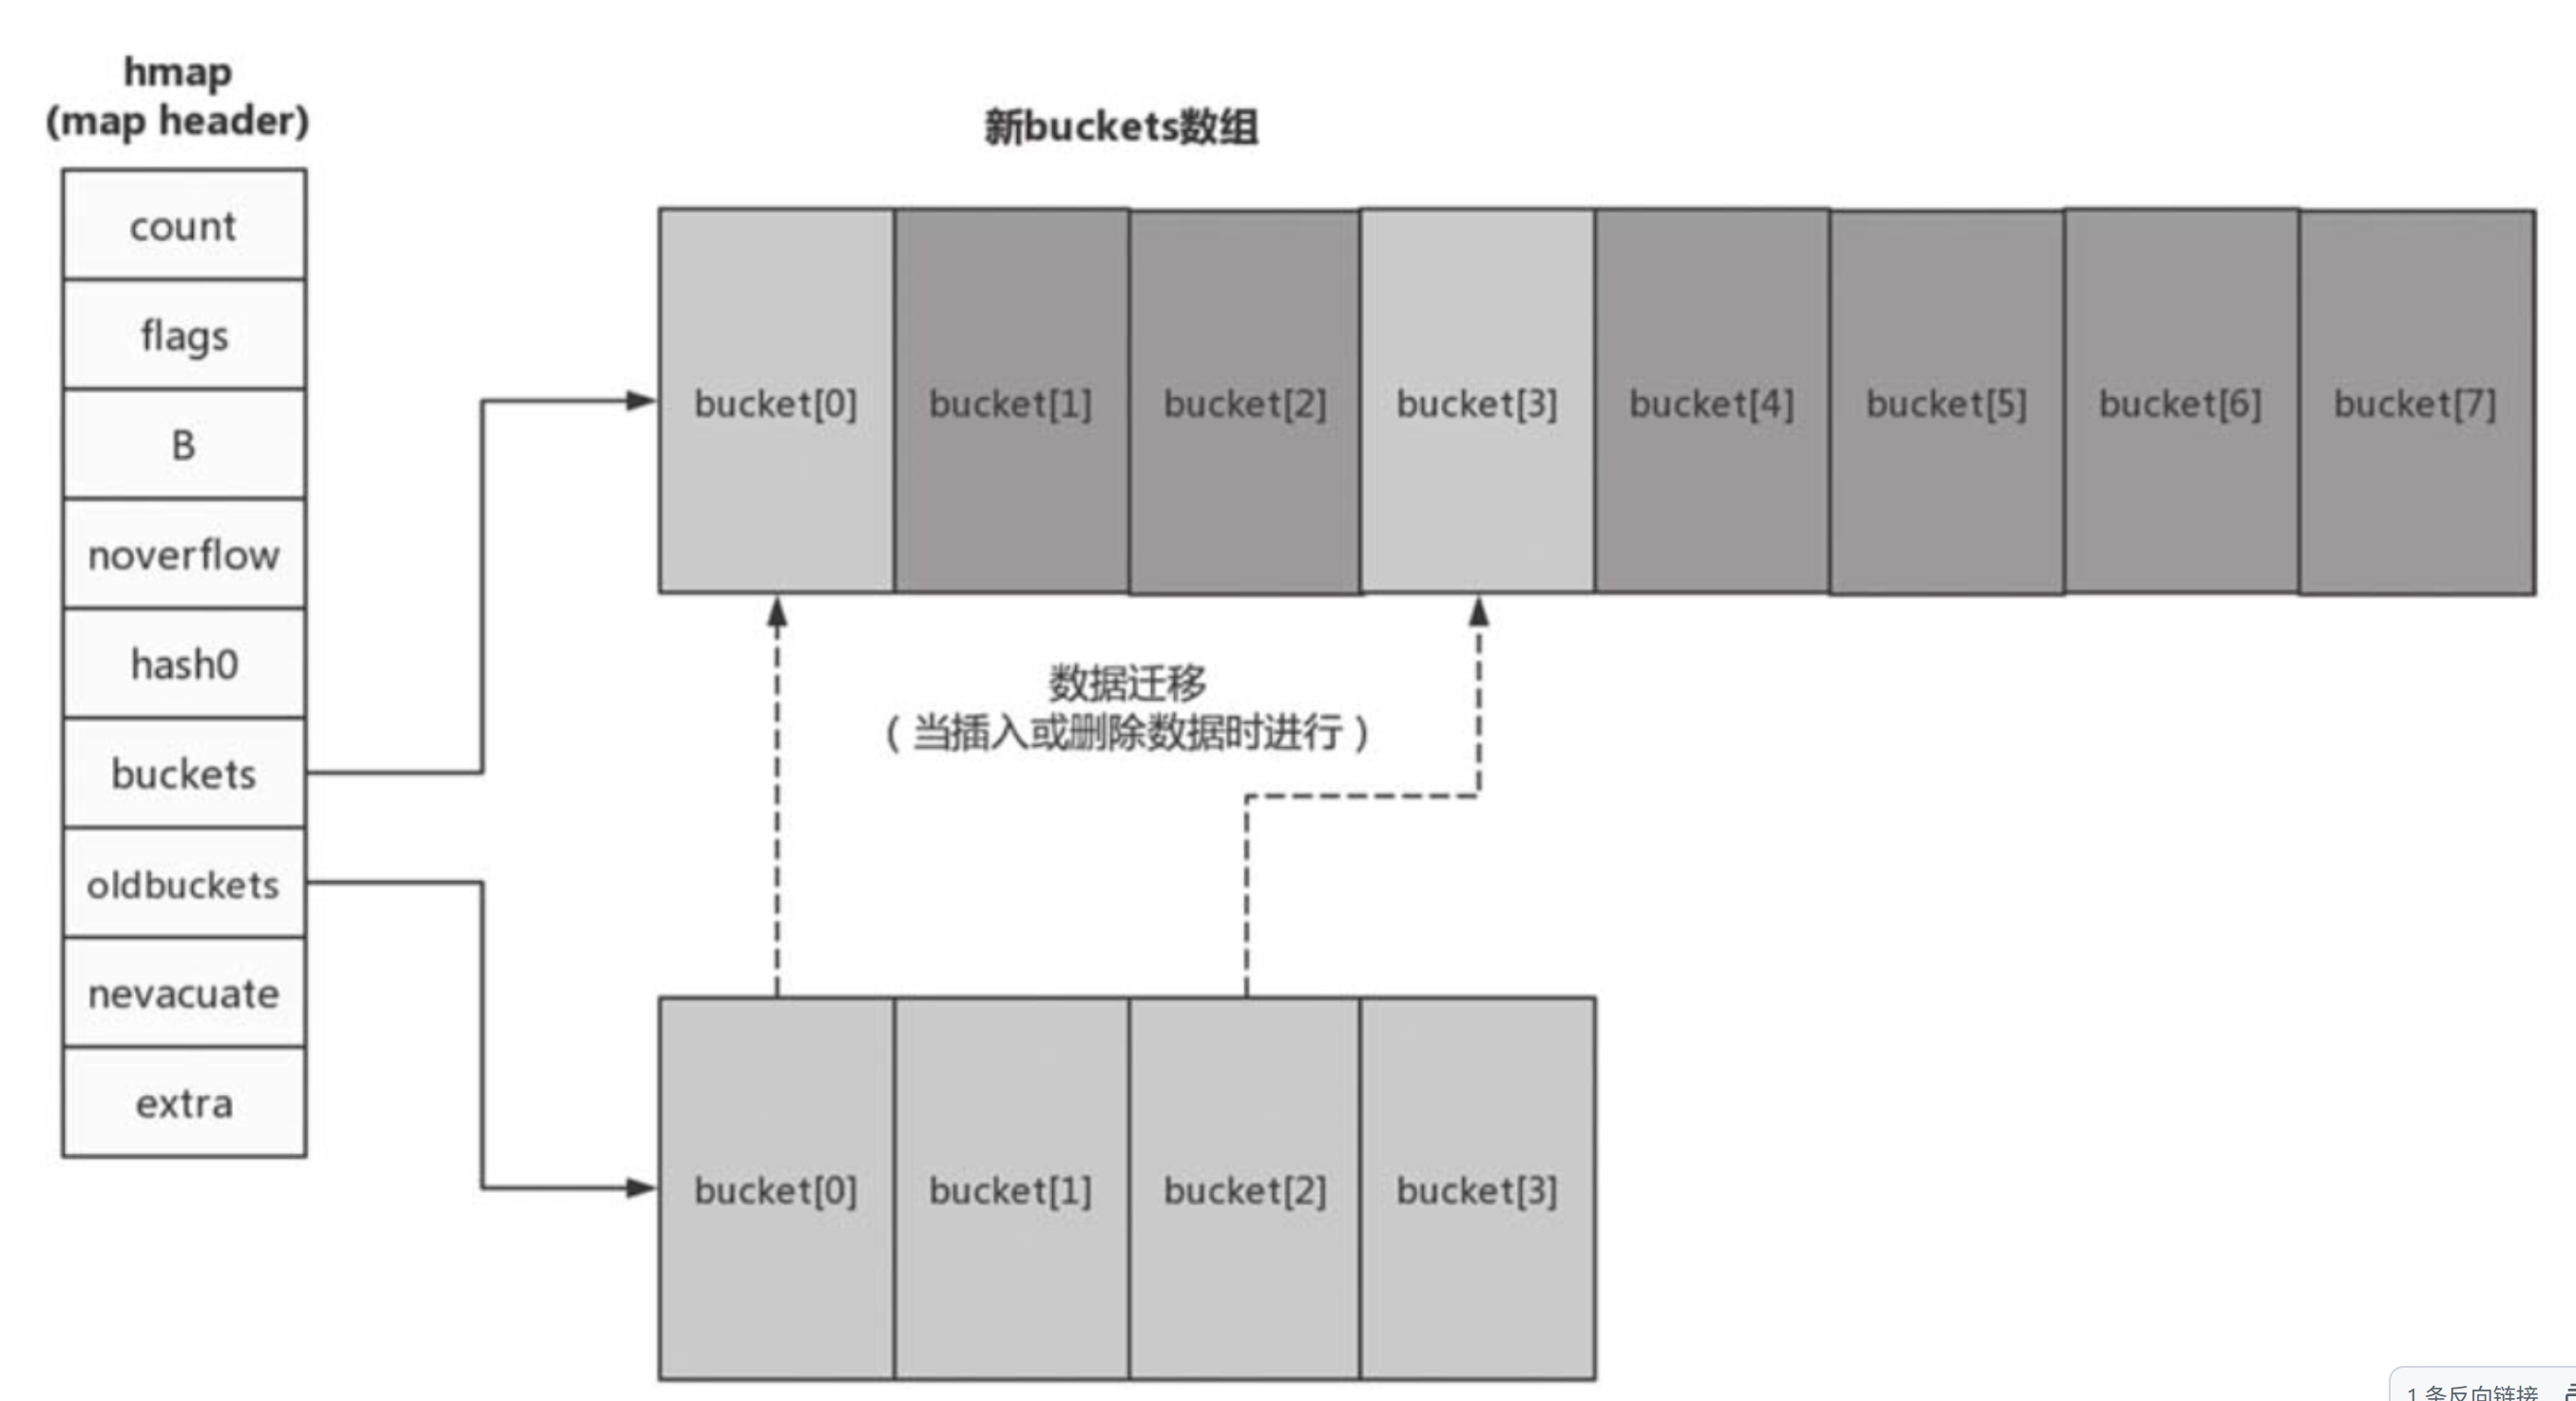 hmap
(map header)
count
flags
B
noverflow
hash0
buckets
oldbuckets
nevacuate
extra
新buckets数组
bucket[0]
bucket[1]
bucket[2]
bucket[3]
bucket[4]
bucket[5]
bucket[6]
bucket[7]
数据迁移
（当插入或删除数据时进行）
bucket[0]
bucket[1]
bucket[2]
bucket[3]
1 条反向链接